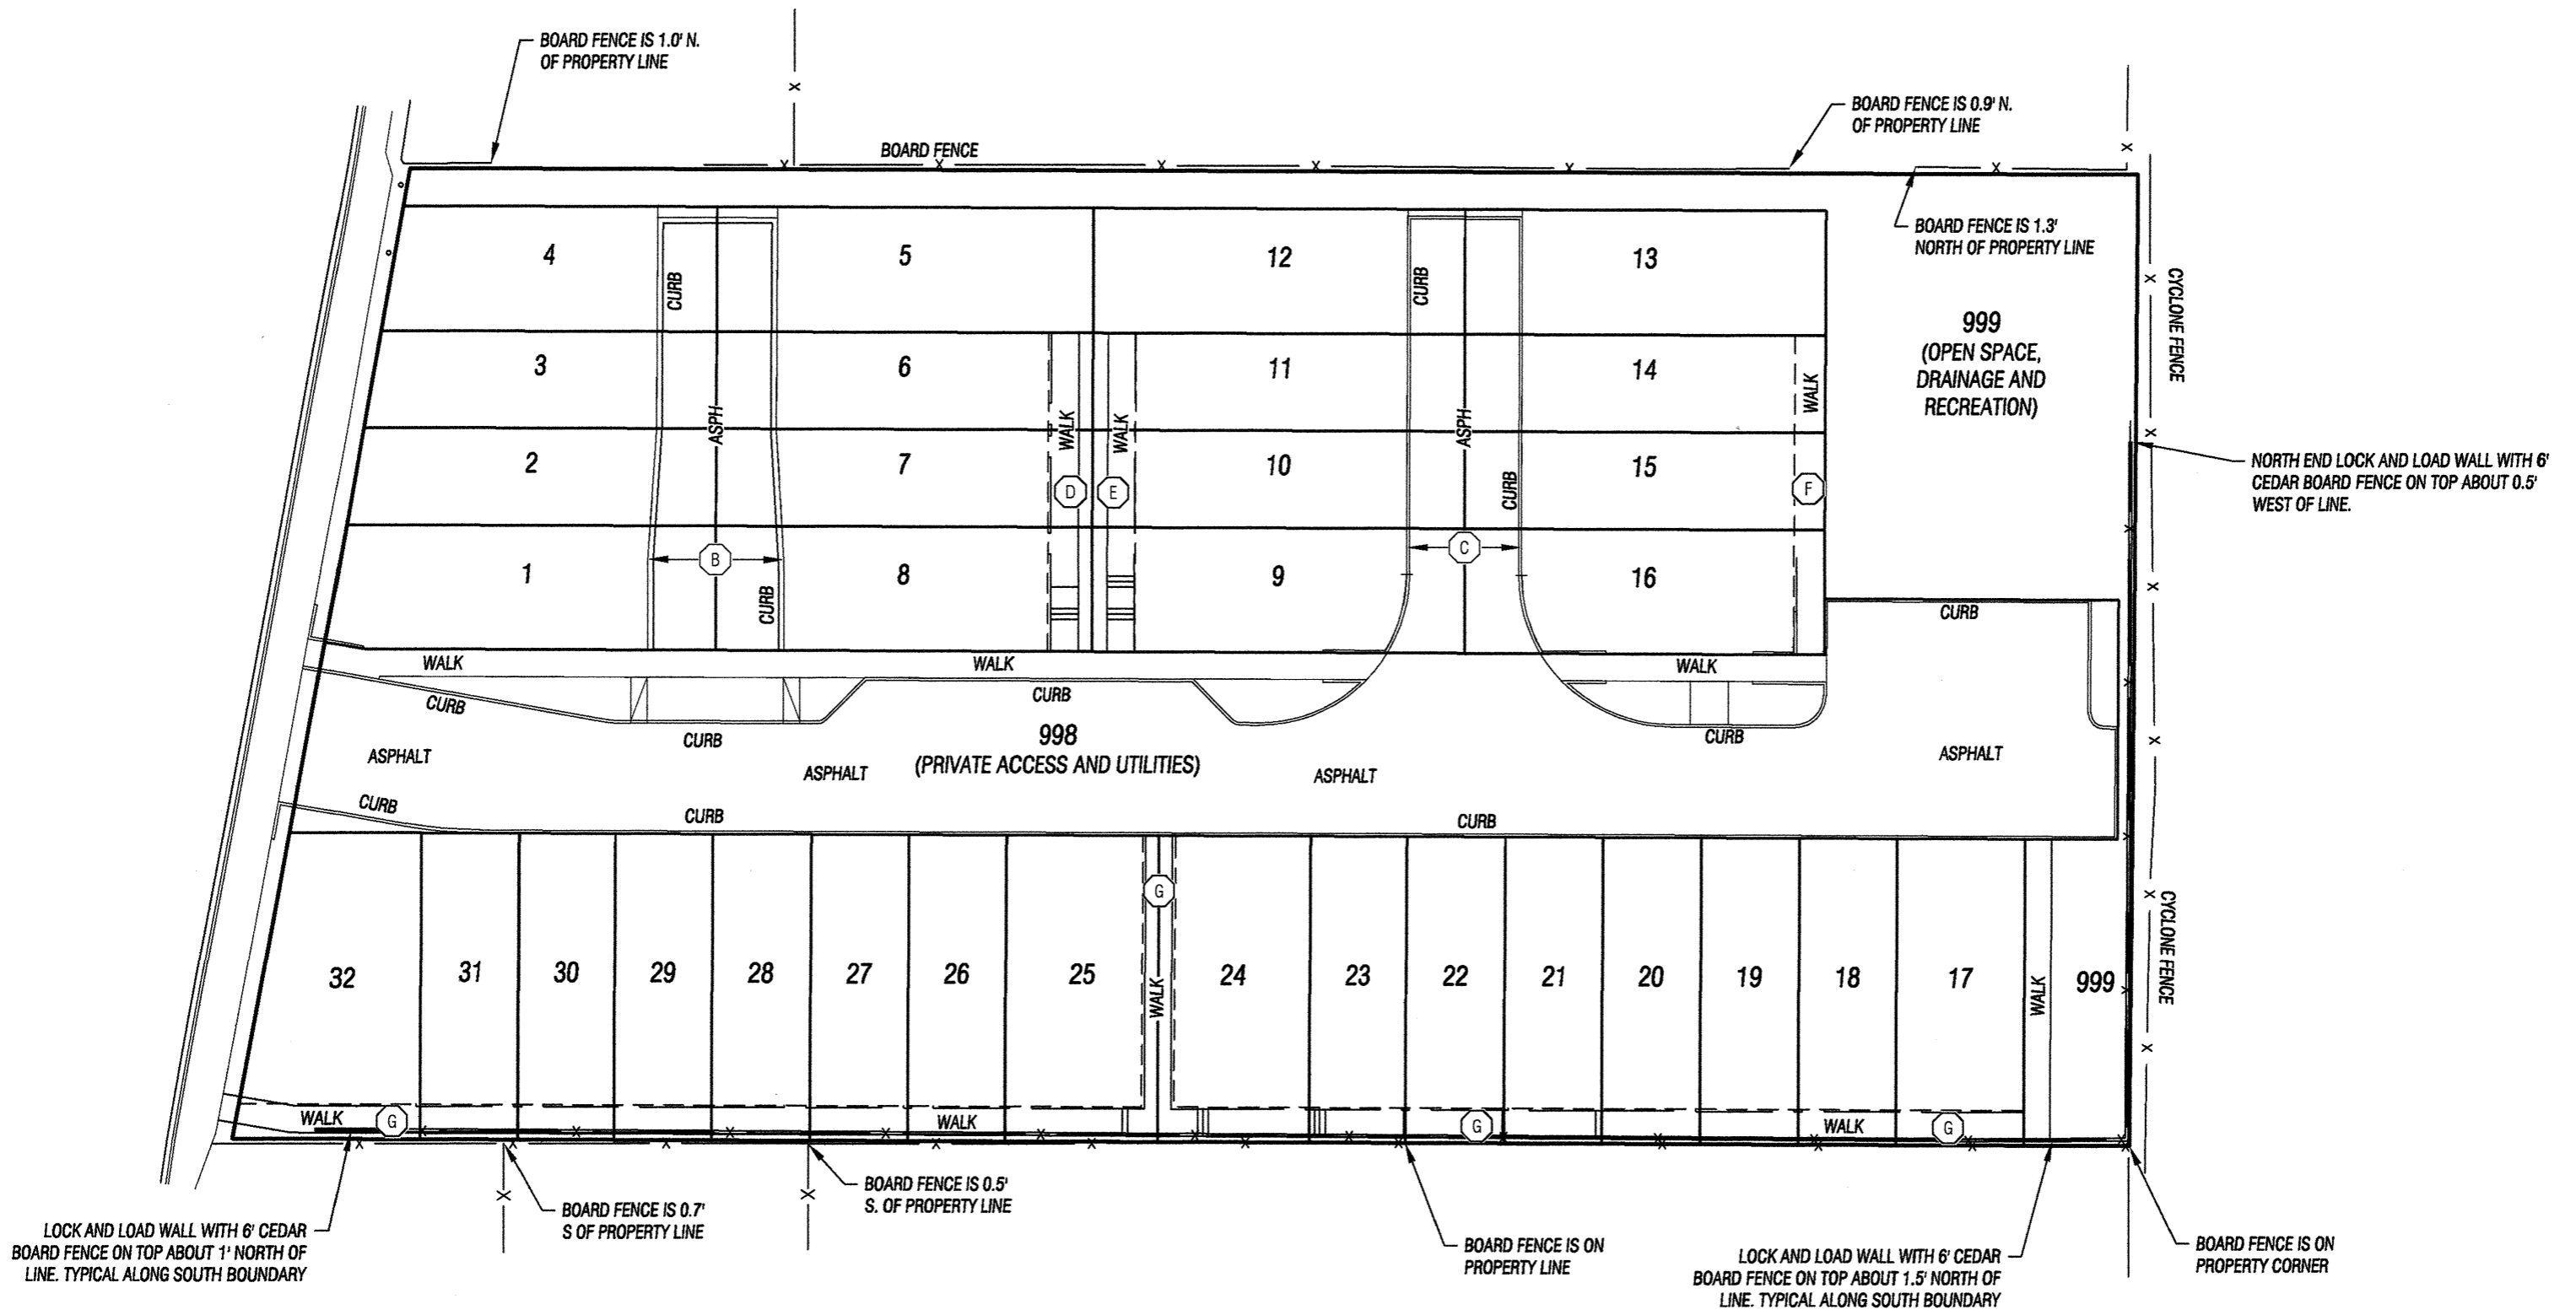 BOARD FENCE IS 1.0' N.
OF PROPERTY LINE
BOARD FENCE IS 0.9' N.
OF PROPERTY LINE
BOARD FENCE
BOARD FENCE IS 1.3'
NORTH OF PROPERTY LINE
4
5
12
13
CURB
CURB
CYCLONE FENCE
999
(OPEN SPACE,
DRAINAGE AND
RECREATION)
3
6
11
14
WALK
ASPH
WALK
WALK
ASPH
2
7
10
15
CURB
D
E
F
NORTH END LOCK AND LOAD WALL WITH 6'
CEDAR BOARD FENCE ON TOP ABOUT 0.5'
WEST OF LINE.
B
C
1
8
9
16
CURB
CURB
WALK
WALK
WALK
CURB
CURB
CURB
CURB
998
(PRIVATE ACCESS AND UTILITIES)
ASPHALT
ASPHALT
ASPHALT
ASPHALT
CURB
CURB
CURB
G
CYCLONE FENCE
32
31
30
29
28
27
26
25
WALK
24
23
22
21
20
19
18
17
WALK
999
WALK
G
WALK
G
WALK
G
BOARD FENCE IS 0.5'
S. OF PROPERTY LINE
BOARD FENCE IS 0.7'
S OF PROPERTY LINE
LOCK AND LOAD WALL WITH 6' CEDAR
BOARD FENCE ON TOP ABOUT 1' NORTH OF
LINE. TYPICAL ALONG SOUTH BOUNDARY
BOARD FENCE IS ON
PROPERTY LINE
LOCK AND LOAD WALL WITH 6' CEDAR
BOARD FENCE ON TOP ABOUT 1.5' NORTH OF
LINE. TYPICAL ALONG SOUTH BOUNDARY
BOARD FENCE IS ON
PROPERTY CORNER